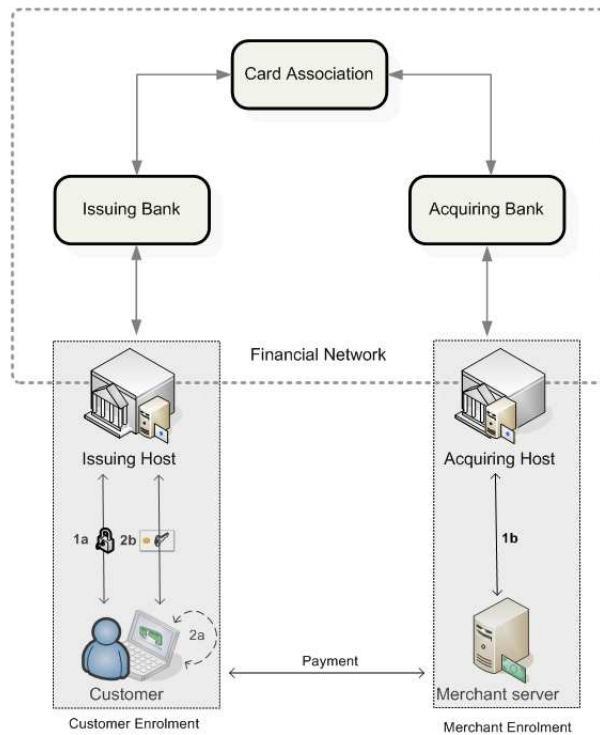 Card Association
Issuing Bank
Acquiring Bank
Financial Network
Issuing Host
Acquiring Host
1a
2b
1b
2a
Payment
Customer
Merchant server
Customer Enrolment
Merchant Enrolment